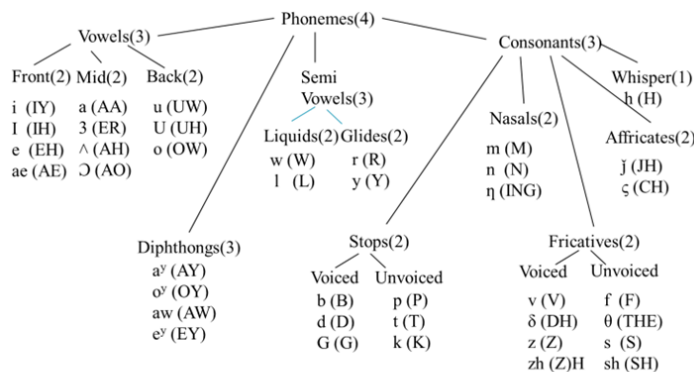 Phonemes(4)
Vowels(3)
Consonants(3)
Front(2) Mid(2) Back(2)
i (IY) a (AA) u (UW)
I (IH) 3 (ER) U (UH)
e (EH) ʌ (AH) o (OW)
ae (AE) Ɔ (AO)
Semi
Vowels(3)
Liquids(2) Glides(2)
w (W) r (R)
l (L) y (Y)
Whisper(1)
h (H)
Nasals(2)
m (M)
n (N)
η (ING)
Affricates(2)
ǰ (JH)
ς (CH)
Diphthongs(3)
aʸ (AY)
oʸ (OY)
aw (AW)
eʸ (EY)
Stops(2)
Voiced Unvoiced
b (B) p (P)
d (D) t (T)
G (G) k (K)
Fricatives(2)
Voiced Unvoiced
v (V) f (F)
δ (DH) θ (THE)
z (Z) s (S)
zh (Z)H sh (SH)